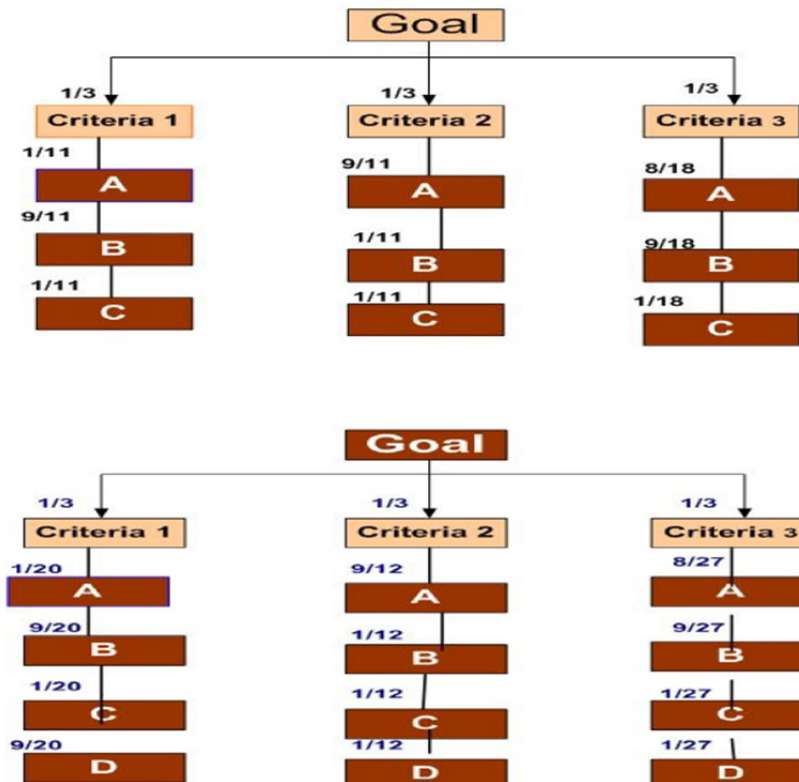 Goal
1/3 1/3 1/3
Criteria 1 Criteria 2 Criteria 3
1/11 9/11 8/18
A A A
9/11 1/11 9/18
B B B
1/11 1/11 1/18
C C C
Goal
1/3 1/3 1/3
Criteria 1 Criteria 2 Criteria 3
1/20 9/12 8/27
A A A
9/20 1/12 9/27
B B B
1/20 1/12 1/27
C C C
9/20 1/12 1/27
D D D